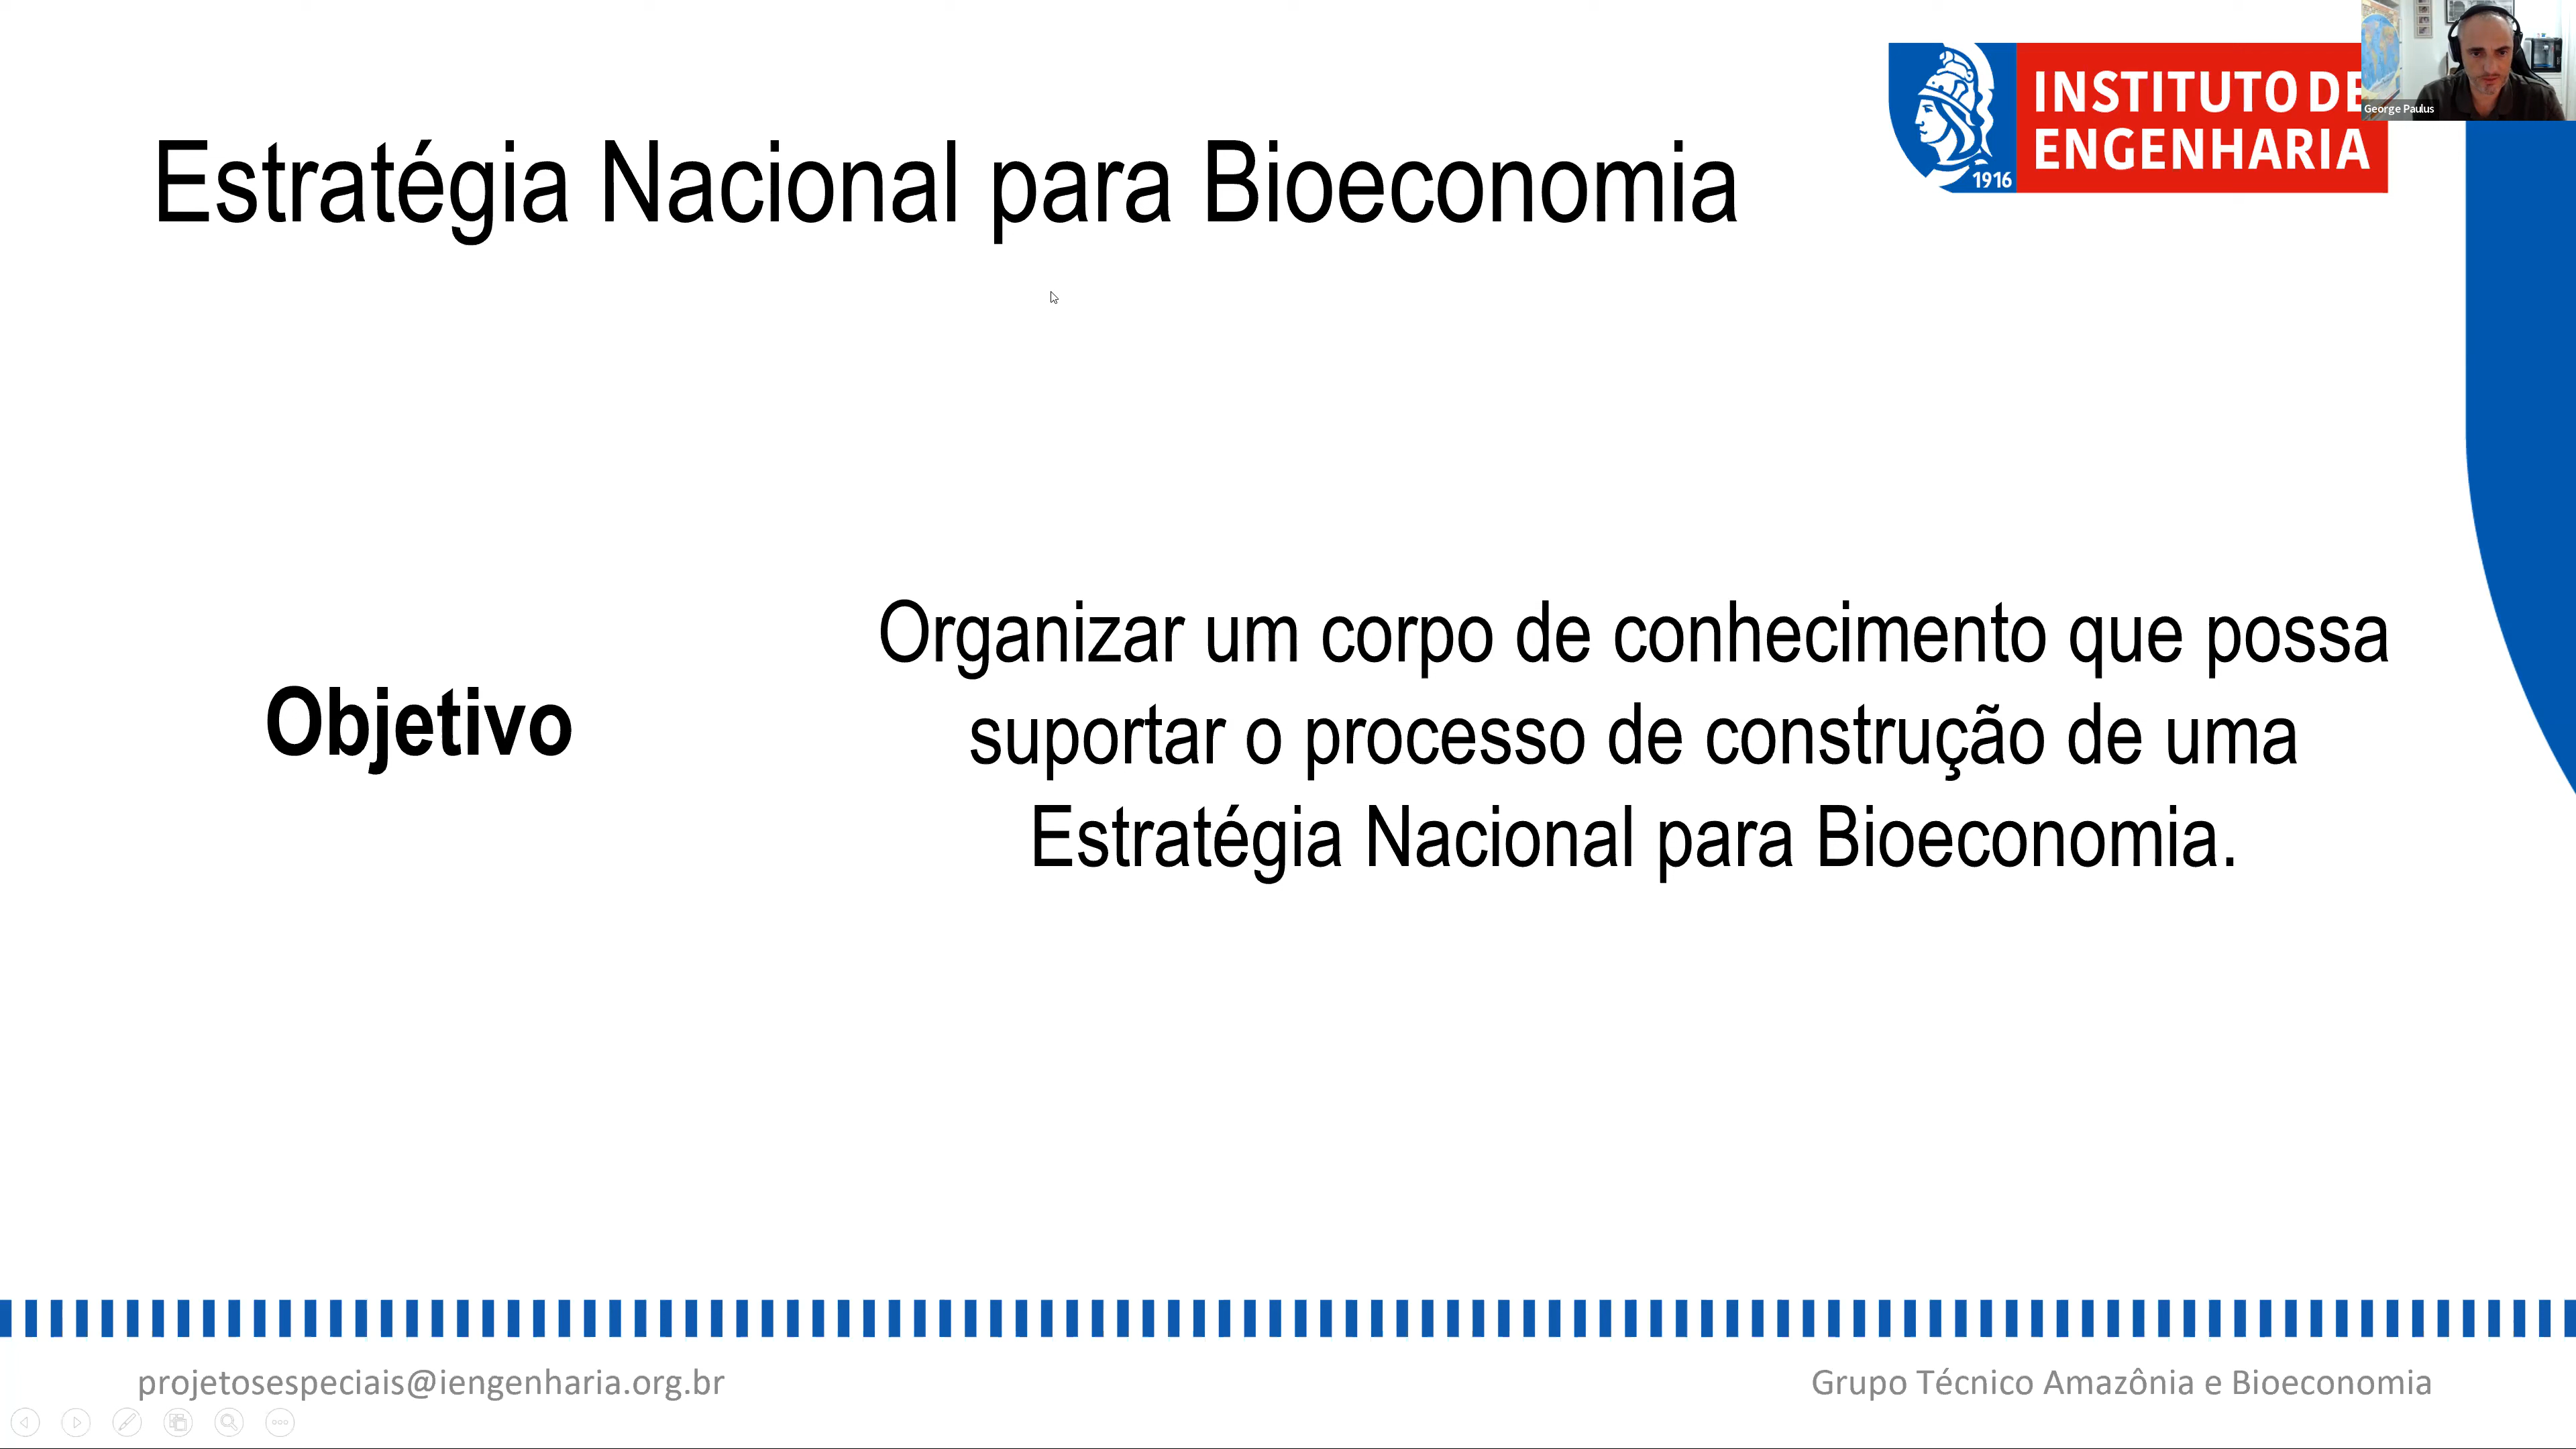 Estratégia Nacional para Bioeconomia
INSTITUTO DE
ENGENHARIA
1916
George Paulus
Objetivo
Organizar um corpo de conhecimento que possa
suportar o processo de construção de uma
Estratégia Nacional para Bioeconomia.
projetosespeciais@iengenharia.org.br
Grupo Técnico Amazônia e Bioeconomia